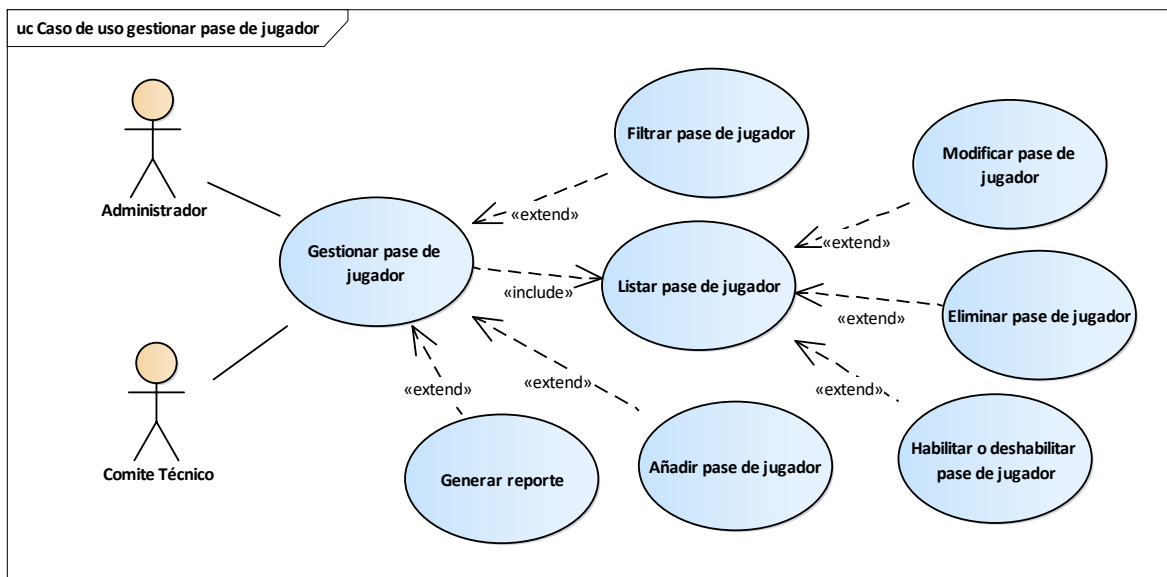 uc Caso de uso gestionar pase de jugador
Administrador
Comite Técnico
Gestionar pase de
jugador
Filtrar pase de jugador
«extend»
«include»
Listar pase de jugador
Modificar pase de
jugador
«extend»
Eliminar pase de jugador
«extend»
Habilitar o deshabilitar
pase de jugador
«extend»
Generar reporte
«extend»
Añadir pase de jugador
«extend»